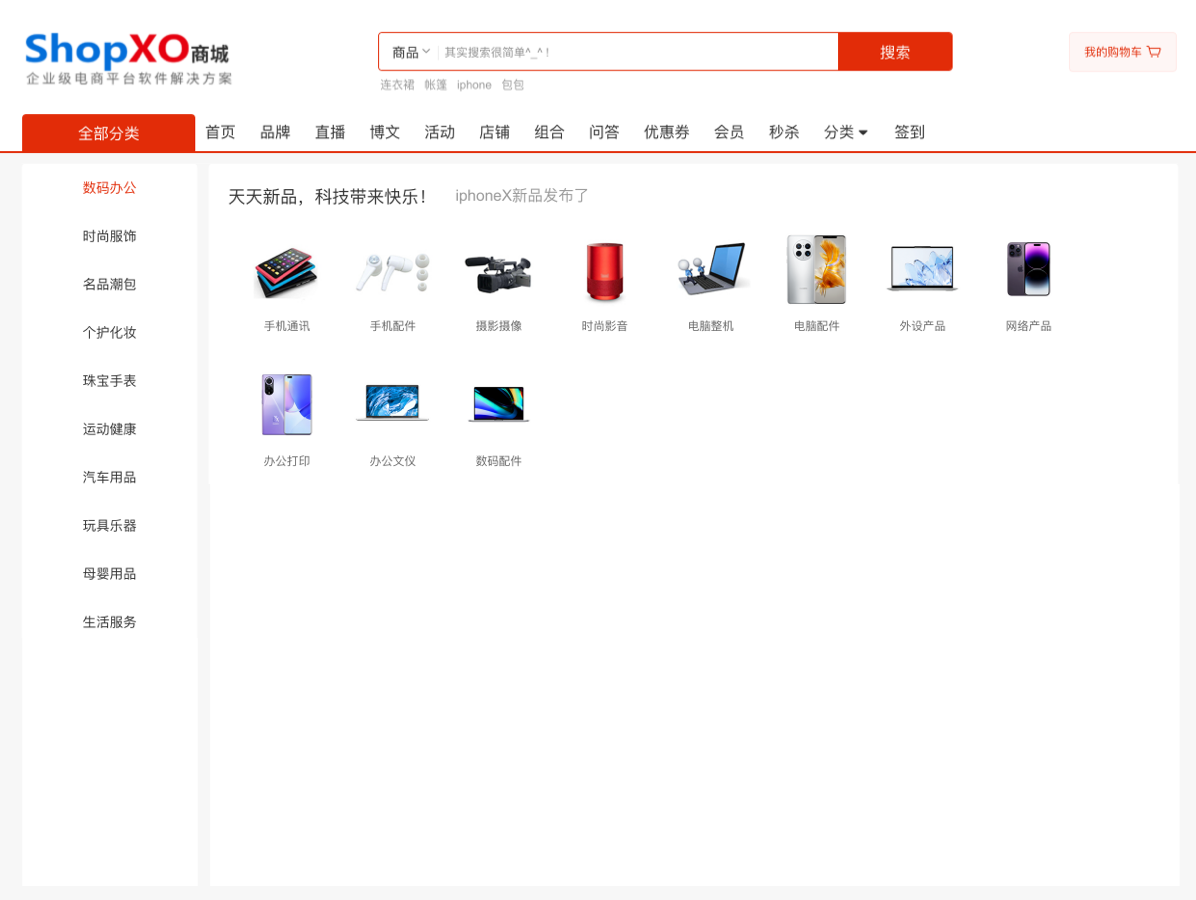 ShopXO商城
企业级电商平台软件解决方案
商品 其实搜索很简单^_^ ! 搜索
连衣裙 帐篷 iphone 包包
我的购物车
全部分类 首页 品牌 直播 博文 活动 店铺 组合 问答 优惠券 会员 秒杀 分类 签到
数码办公
时尚服饰
名品潮包
个护化妆
珠宝手表
运动健康
汽车用品
玩具乐器
母婴用品
生活服务
天天新品，科技带来快乐！ iphoneX新品发布了
手机通讯 手机配件 摄影摄像 时尚影音 电脑整机 电脑配件 外设产品 网络产品
办公打印 办公文仪 数码配件